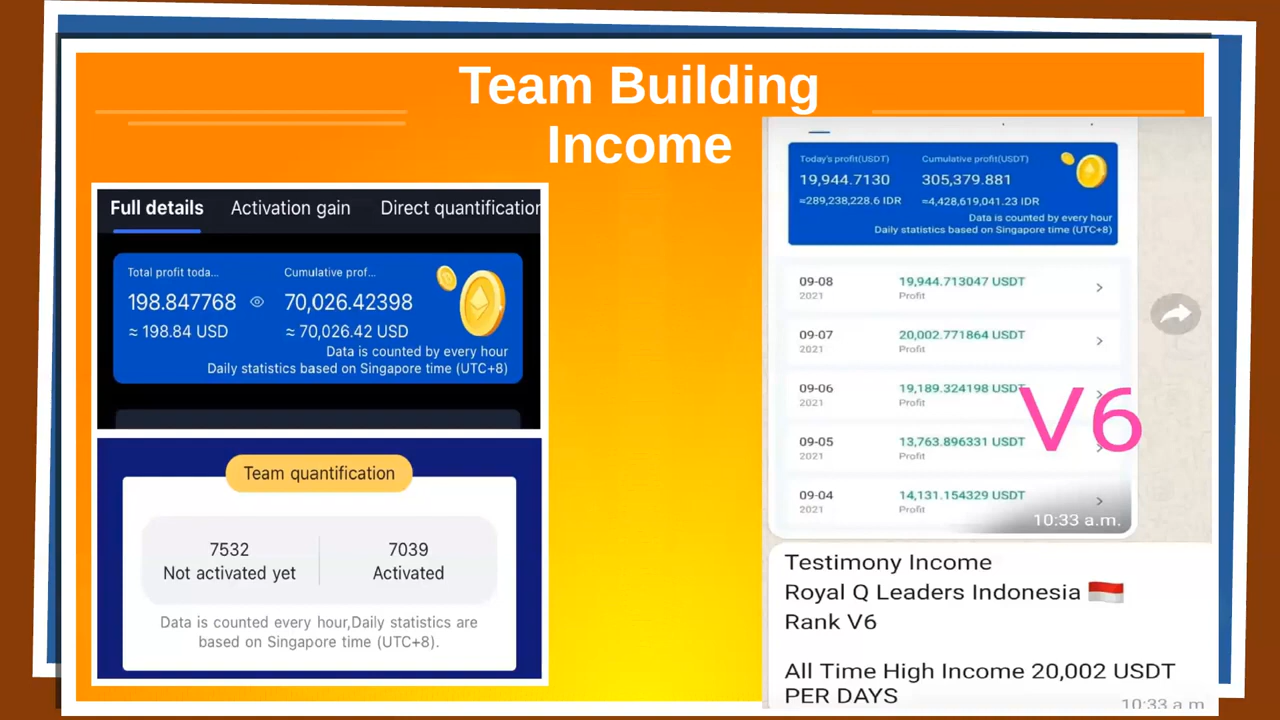 Team Building
Income
Full details Activation gain Direct quantification
Total profit toda... Cumulative prof...
198.847768 70,026.42398
≈ 198.84 USD ≈ 70,026.42 USD
Data is counted by every hour
Daily statistics based on Singapore time (UTC+8)
Team quantification
7532 7039
Not activated yet Activated
Data is counted every hour,Daily statistics are
based on Singapore time (UTC+8).
Today's profit(USDT) Cumulative profit(USDT)
19,944.7130 305,379.881
≈289,238,228.6 IDR ≈4,428,619,041.23 IDR
Data is counted by every hour
Daily statistics based on Singapore time (UTC+8)
09-08 19,944.713047 USDT
2021 Profit
09-07 20,002.771864 USDT
2021 Profit
09-06 19,189.324198 USDT
2021 Profit
V6
09-05 13,763.896331 USDT
2021 Profit
09-04 14,131.154329 USDT
2021 Profit
10:33 a.m.
Testimony Income
Royal Q Leaders Indonesia 🇮🇩
Rank V6
All Time High Income 20,002 USDT
PER DAYS
10:33 a.m